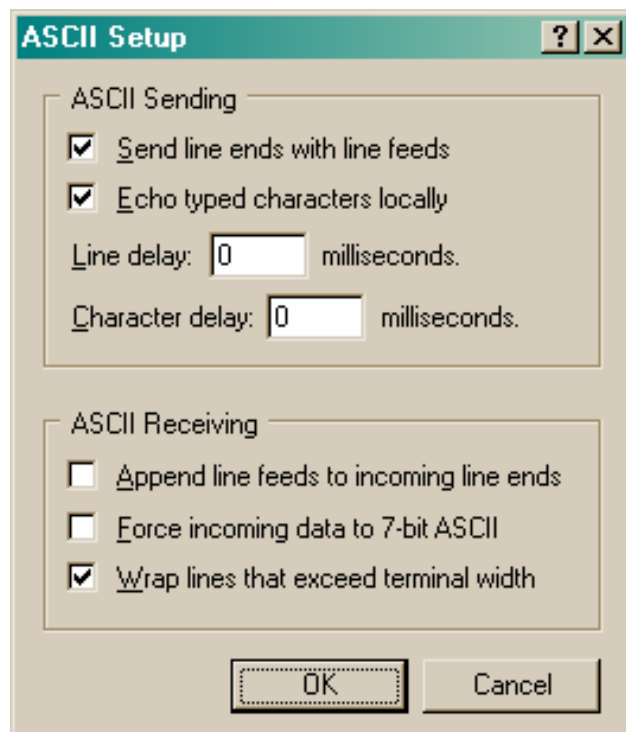 ASCII Setup
ASCII Sending
Send line ends with line feeds
Echo typed characters locally
Line delay: 0 milliseconds.
Character delay: 0 milliseconds.
ASCII Receiving
Append line feeds to incoming line ends
Force incoming data to 7-bit ASCII
Wrap lines that exceed terminal width
OK Cancel